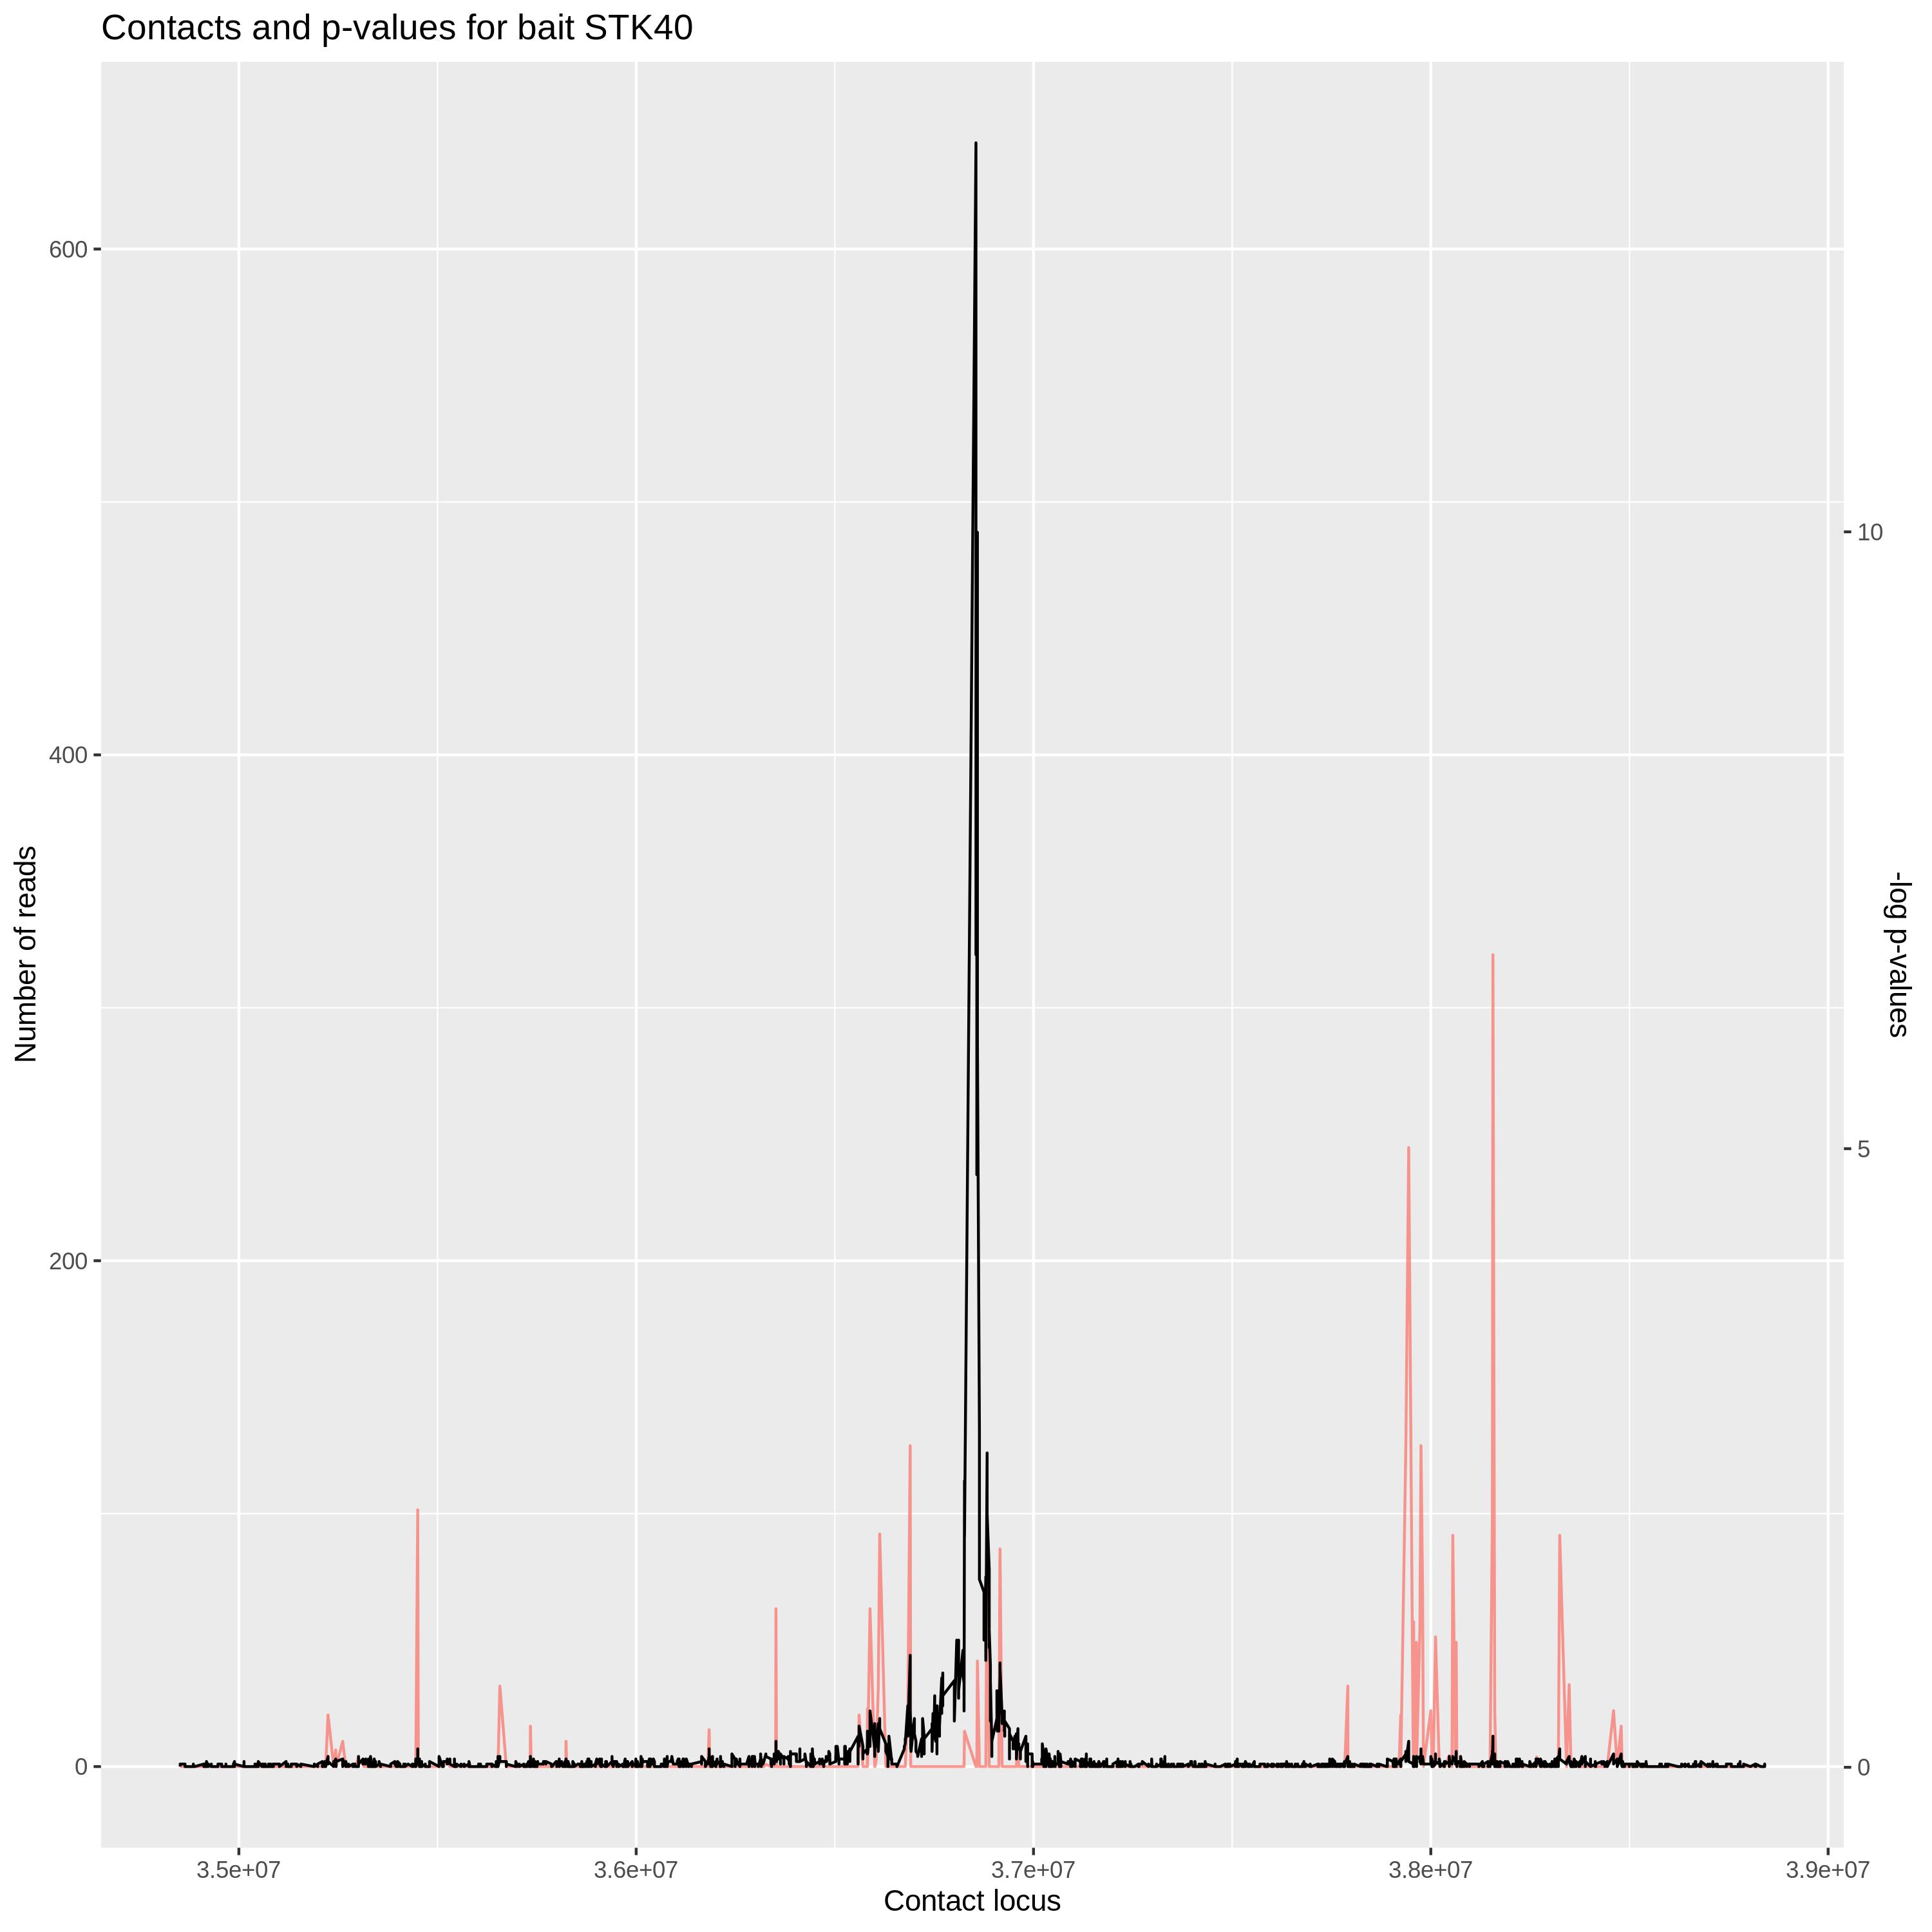 Contacts and p-values for bait STK40
600
400
200
0
Number of reads
10
5
0
-log p-values
3.5e+07
3.6e+07
3.7e+07
3.8e+07
3.9e+07
Contact locus